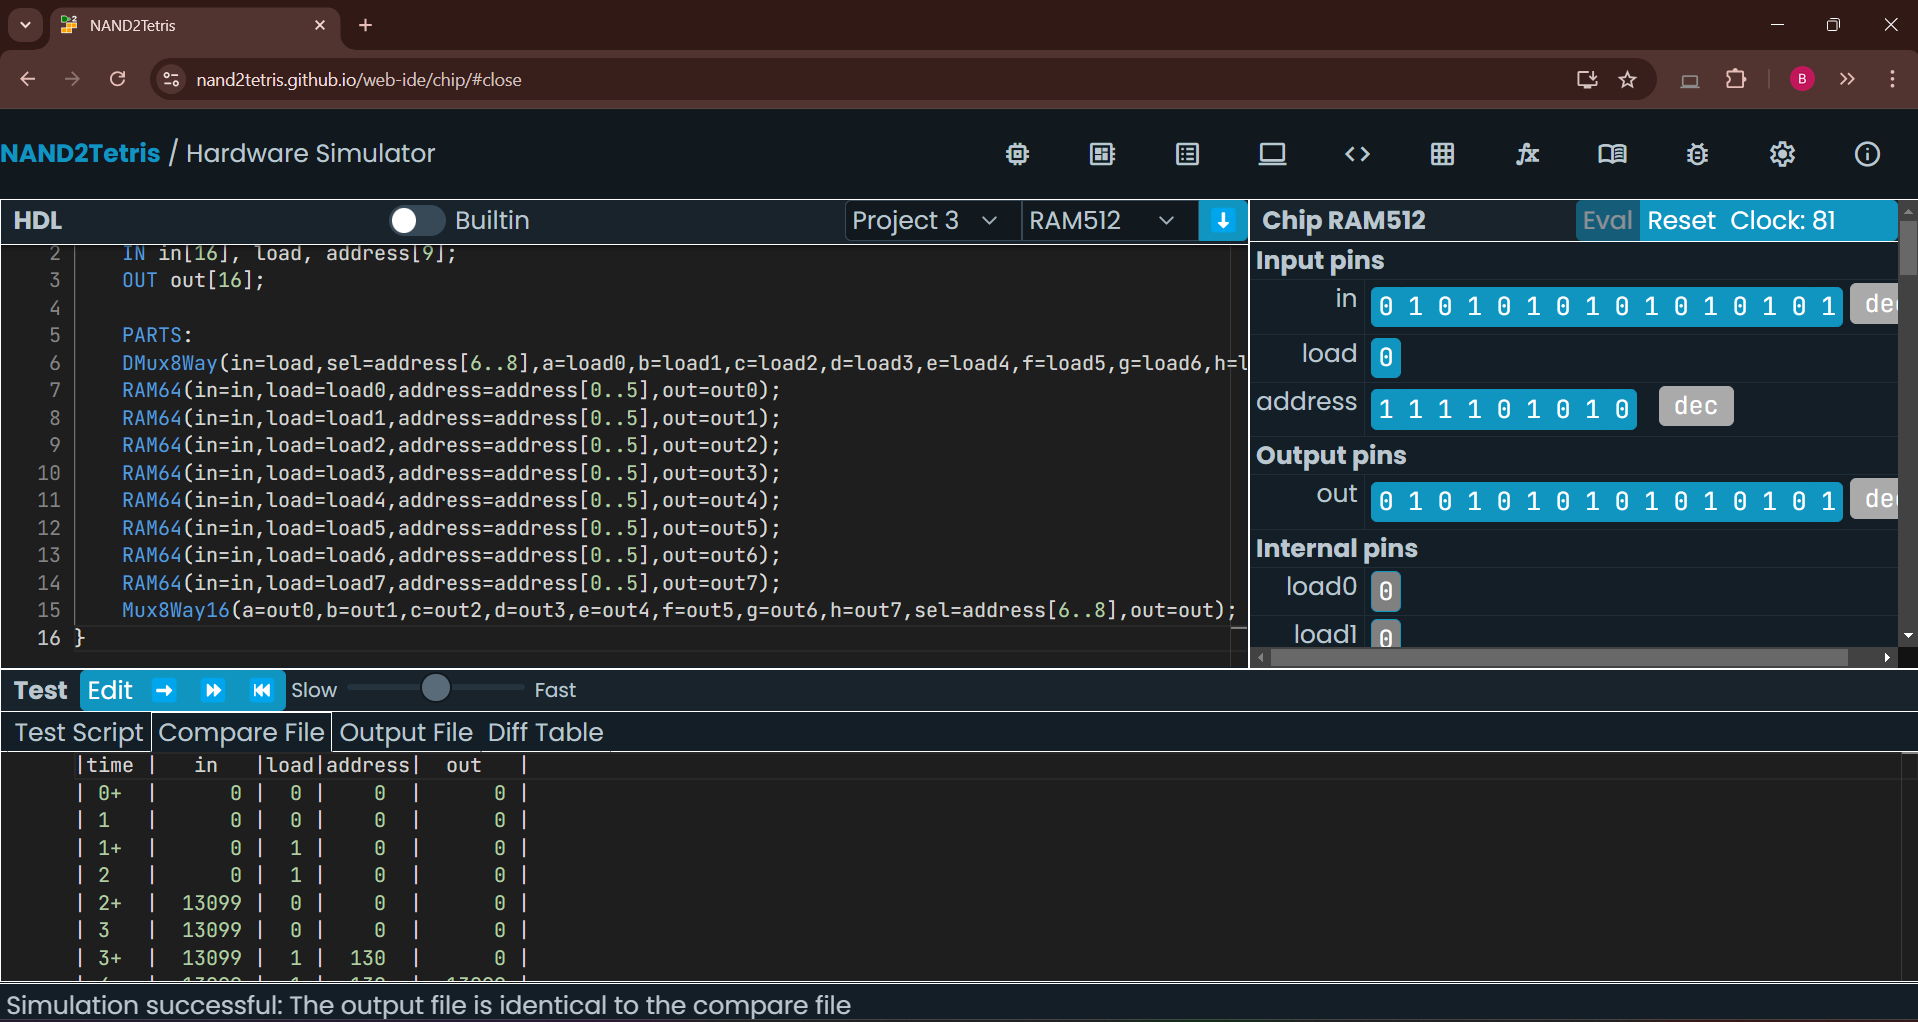 NAND2Tetris
nand2tetris.github.io/web-ide/chip/#close
B
NAND2Tetris / Hardware Simulator
HDL Builtin Project 3 RAM512
2 IN in[16], load, address[9];
3 OUT out[16];
4
5 PARTS:
6 DMux8Way(in=load,sel=address[6..8],a=load0,b=load1,c=load2,d=load3,e=load4,f=load5,g=load6,h=l
7 RAM64(in=in,load=load0,address=address[0..5],out=out0);
8 RAM64(in=in,load=load1,address=address[0..5],out=out1);
9 RAM64(in=in,load=load2,address=address[0..5],out=out2);
10 RAM64(in=in,load=load3,address=address[0..5],out=out3);
11 RAM64(in=in,load=load4,address=address[0..5],out=out4);
12 RAM64(in=in,load=load5,address=address[0..5],out=out5);
13 RAM64(in=in,load=load6,address=address[0..5],out=out6);
14 RAM64(in=in,load=load7,address=address[0..5],out=out7);
15 Mux8Way16(a=out0,b=out1,c=out2,d=out3,e=out4,f=out5,g=out6,h=out7,sel=address[6..8],out=out);
16 }
Chip RAM512 Eval Reset Clock: 81
Input pins
in 0 1 0 1 0 1 0 1 0 1 0 1 0 1 0 1 dec
load 0
address 1 1 1 1 0 1 0 1 0 dec
Output pins
out 0 1 0 1 0 1 0 1 0 1 0 1 0 1 0 1 dec
Internal pins
load0 0
load1 0
Test Edit Slow Fast
Test Script Compare File Output File Diff Table
|time | in |load|address| out |
| 0+ | 0 | 0 | 0 | 0 |
| 1 | 0 | 0 | 0 | 0 |
| 1+ | 0 | 1 | 0 | 0 |
| 2 | 0 | 1 | 0 | 0 |
| 2+ | 13099 | 0 | 0 | 0 |
| 3 | 13099 | 0 | 0 | 0 |
| 3+ | 13099 | 1 | 130 | 0 |
Simulation successful: The output file is identical to the compare file